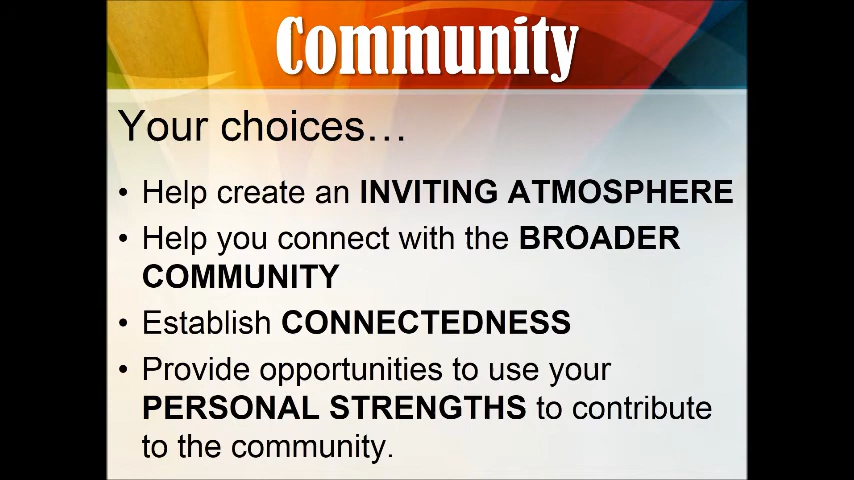 Community
Your choices…
• Help create an INVITING ATMOSPHERE
• Help you connect with the BROADER
COMMUNITY
• Establish CONNECTEDNESS
• Provide opportunities to use your
PERSONAL STRENGTHS to contribute
to the community.